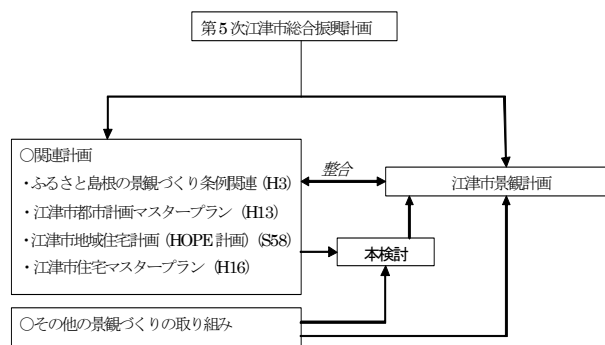 第5次江津市総合振興計画
○関連計画
・ふるさと島根の景観づくり条例関連 (H3)
・江津市都市計画マスタープラン (H13)
・江津市地域住宅計画 (HOPE 計画) (S58)
・江津市住宅マスタープラン (H16)
整合
江津市景観計画
本検討
○その他の景観づくりの取り組み